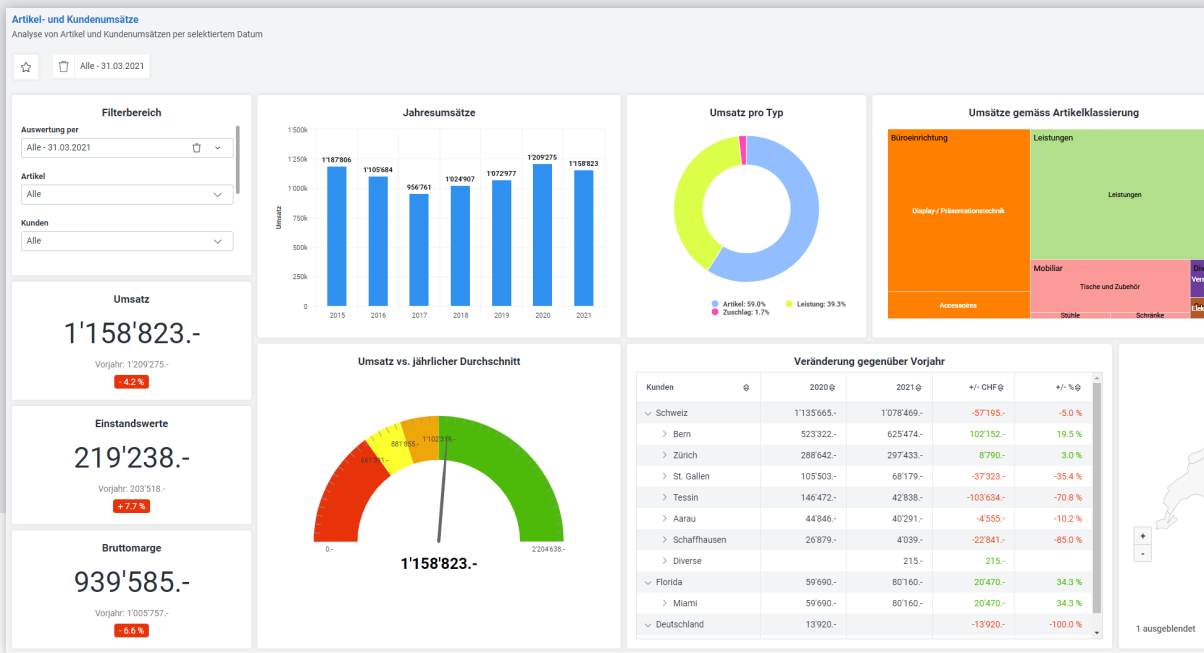 Artikel- und Kundenumsätze
Analyse von Artikel und Kundenumsätzen per selektiertem Datum
Alle - 31.03.2021
Filterbereich
Auswertung per
Alle - 31.03.2021
Artikel
Alle
Kunden
Alle
Umsatz
1'158'823.-
Vorjahr: 1'209'275.-
- 4.2 %
Einstandswerte
219'238.-
Vorjahr: 203'518.-
+ 7.7 %
Bruttomarge
939'585.-
Vorjahr: 1'005'757.-
- 6.6 %
Jahresumsätze
Umsatz
1'500k
1'250k
1'000k
750k
500k
250k
0
1'187'806
1'105'684
956'761
1'024'907
1'072'977
1'209'275
1'158'823
2015
2016
2017
2018
2019
2020
2021
Umsatz pro Typ
Artikel: 59.0%
Leistung: 39.3%
Zuschlag: 1.7%
Umsätze gemäss Artikelklassierung
Büroeinrichtung
Display-/ Präsentationstechnik
Accessoires
Leistungen
Leistungen
Mobiliar
Tische und Zubehör
Stühle
Schränke
Umsatz vs. jährlicher Durchschnitt
0.-
881'855.-
1'102'319.-
2'204'638.-
1'158'823.-
Veränderung gegenüber Vorjahr
Kunden 2020 2021 +/- CHF +/- %
Schweiz 1'135'665.- 1'078'469.- -57'195.- -5.0 %
Bern 523'322.- 625'474.- 102'152.- 19.5 %
Zürich 288'642.- 297'433.- 8'790.- 3.0 %
St. Gallen 105'503.- 68'179.- -37'323.- -35.4 %
Tessin 146'472.- 42'838.- -103'634.- -70.8 %
Aarau 44'846.- 40'291.- -4'555.- -10.2 %
Schaffhausen 26'879.- 4'039.- -22'841.- -85.0 %
Diverse 215.- 215.-
Florida 59'690.- 80'160.- 20'470.- 34.3 %
Miami 59'690.- 80'160.- 20'470.- 34.3 %
Deutschland 13'920.- -13'920.- -100.0 %
+
-
1 ausgeblendet